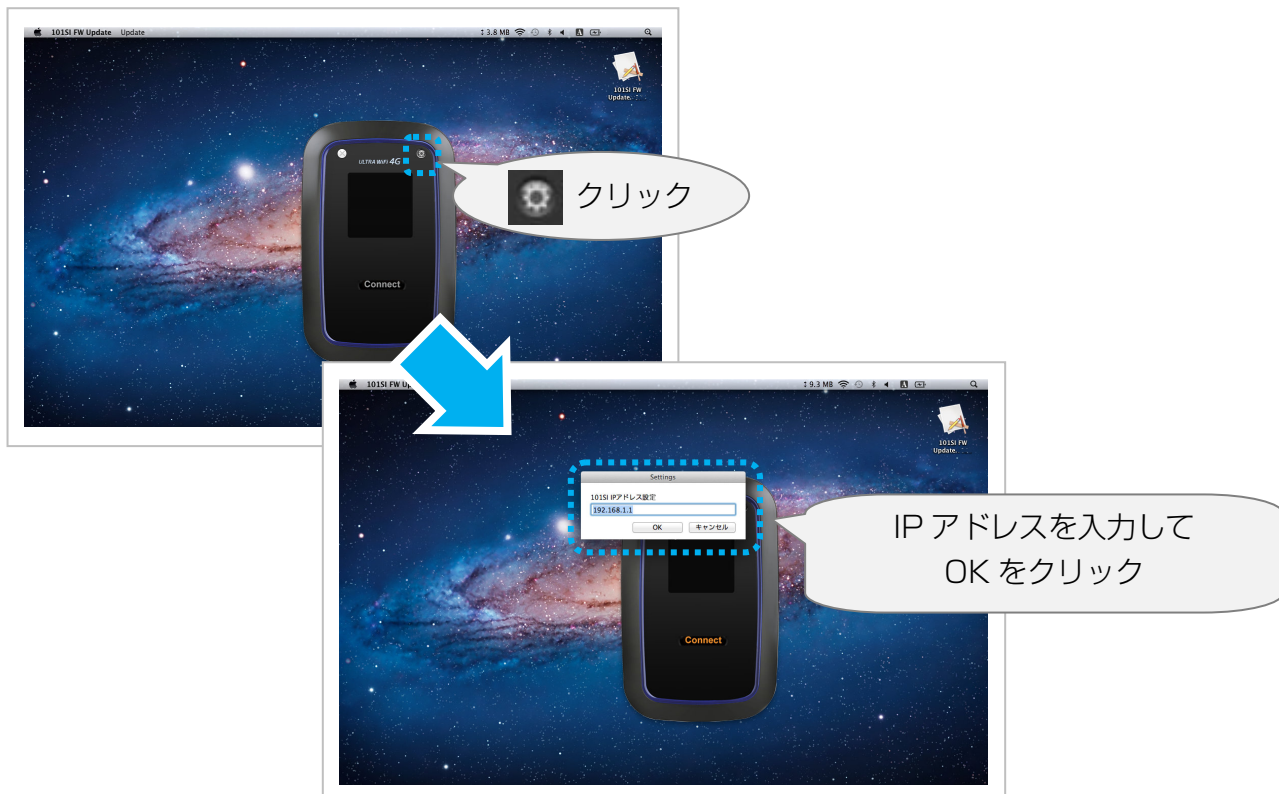 101SI FW Update Update
3.8 MB
101SI FW
Update.
ULTRA WiFi 4G
クリック
Connect
101SI FW Up
9.3 MB
101SI FW
Update.
Settings
101SI IPアドレス設定
192.168.1.1
OK キャンセル
IP アドレスを入力して
OK をクリック
Connect